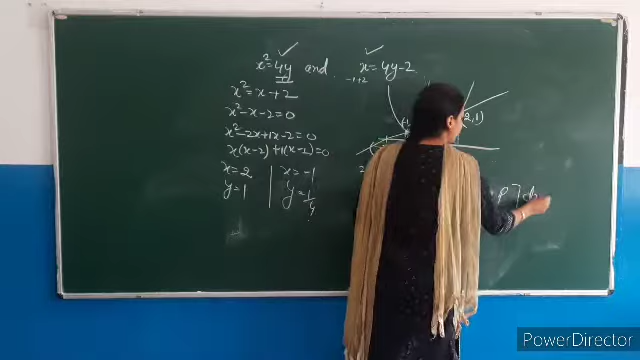 x² = 4y and x = 4y - 2
x² = x + 2
x² - x - 2 = 0
x² - 2x + 1x - 2 = 0
x(x-2) + 1(x-2) = 0
x = 2 | x = -1
y = 1 | y = 1/4
2, 1)
PowerDirector